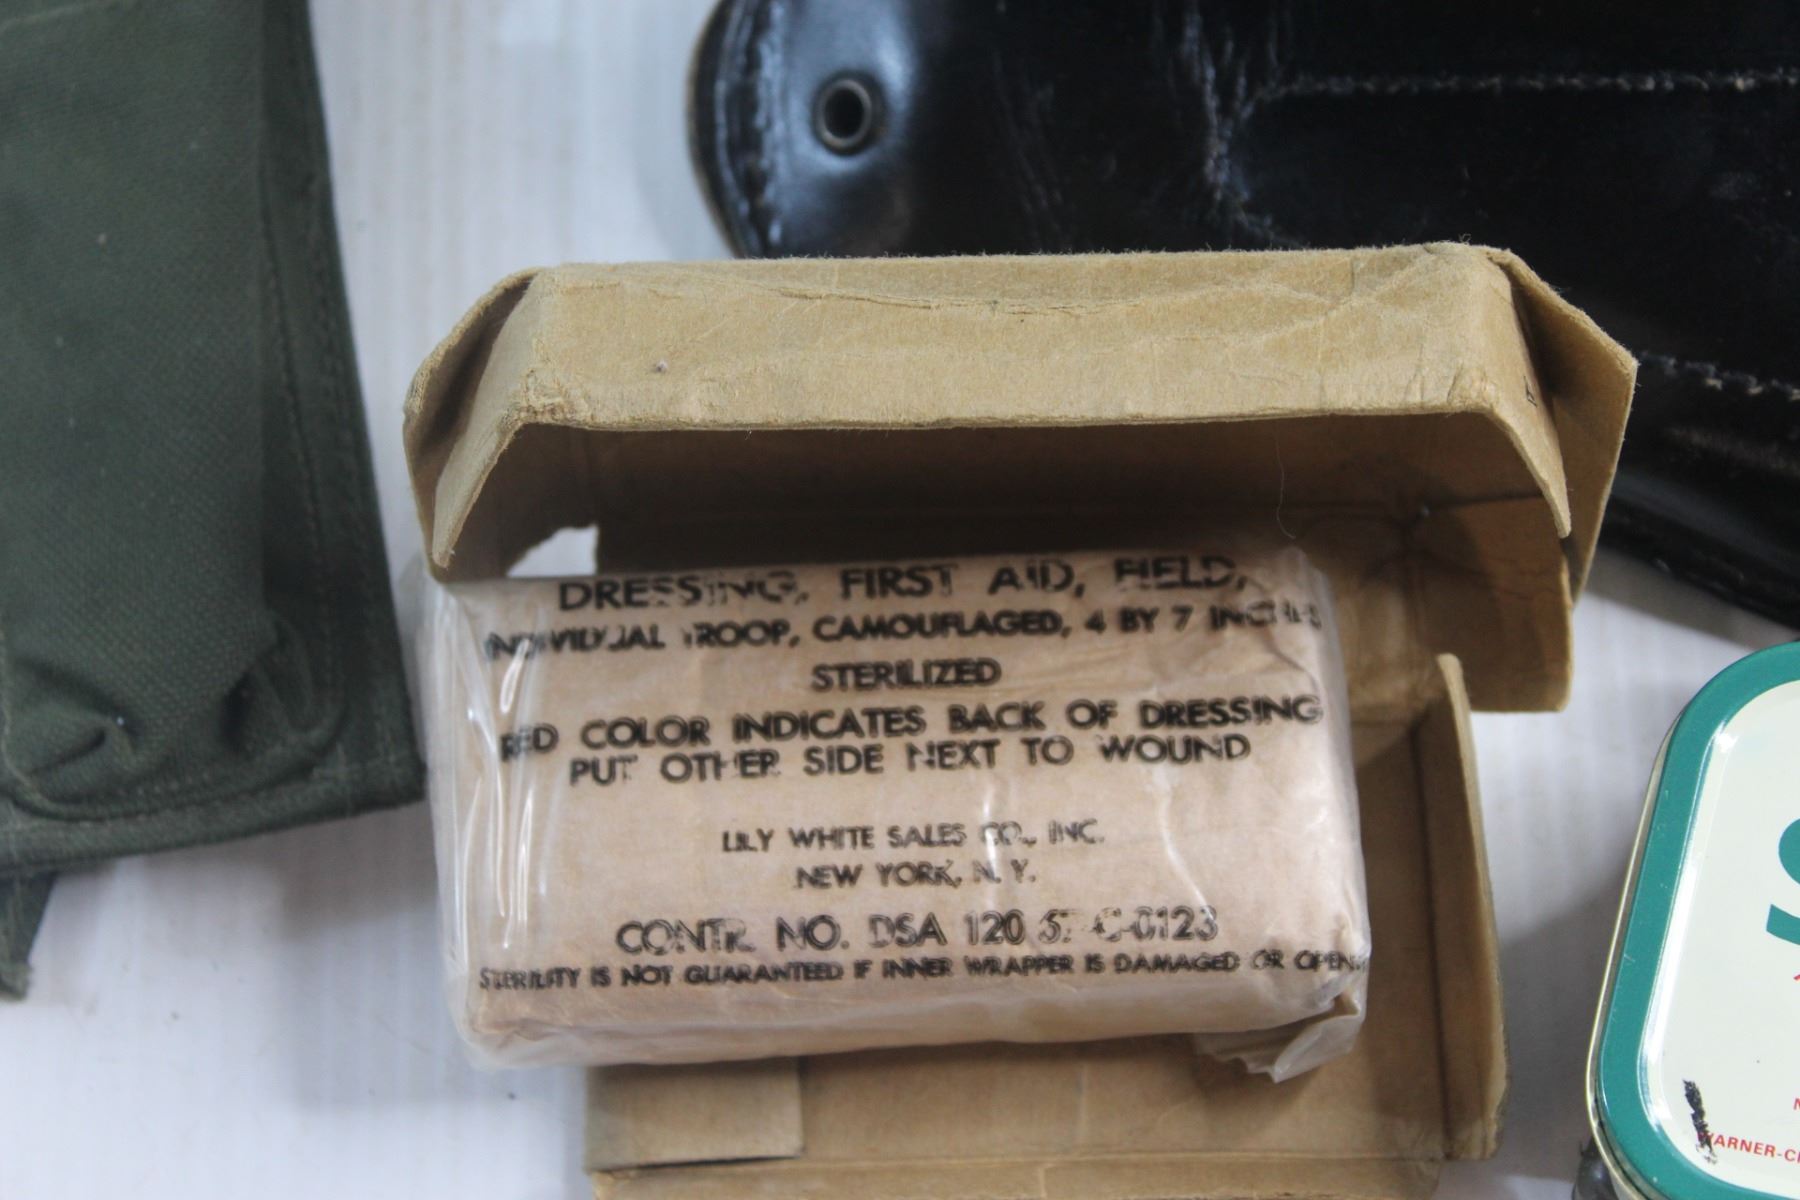 DRESSING, FIRST AID, FIELD,
INDIVIDUAL TROOP, CAMOUFLAGED, 4 BY 7 INCHES
STERILIZED
RED COLOR INDICATES BACK OF DRESSING
PUT OTHER SIDE NEXT TO WOUND
LILY WHITE SALES CO., INC.
NEW YORK, N. Y.
CONTR. NO. DSA 120
STERILITY IS NOT GUARANTEED IF INNER WRAPPER IS DAMAGED OR OPEN
WARNER-C